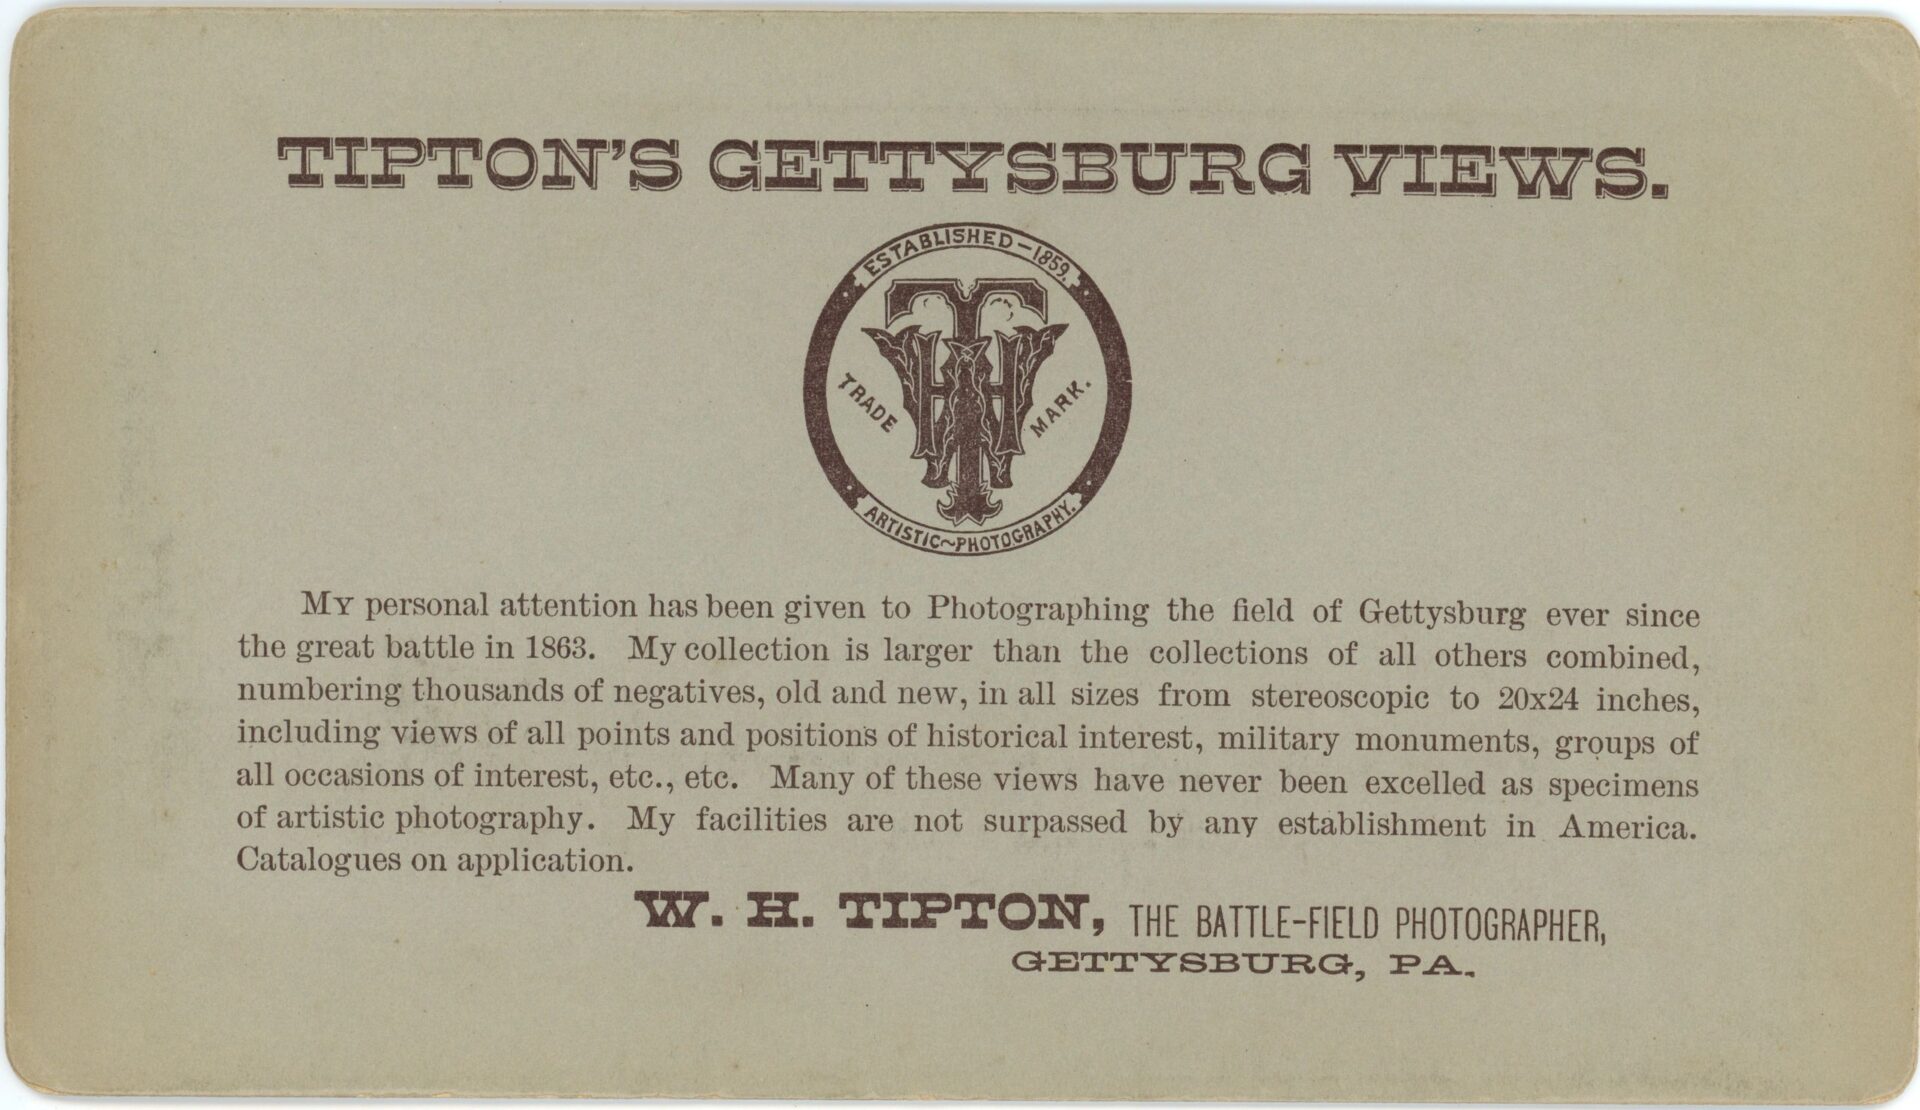 TIPTON'S GETTYSBURG VIEWS.
ESTABLISHED—1859.
TWH
TRADE MARK.
ARTISTIC~PHOTOGRAPHY.
MY personal attention has been given to Photographing the field of Gettysburg ever since
the great battle in 1863. My collection is larger than the collections of all others combined,
numbering thousands of negatives, old and new, in all sizes from stereoscopic to 20x24 inches,
including views of all points and positions of historical interest, military monuments, groups of
all occasions of interest, etc., etc. Many of these views have never been excelled as specimens
of artistic photography. My facilities are not surpassed by any establishment in America.
Catalogues on application.
W. H. TIPTON, THE BATTLE-FIELD PHOTOGRAPHER,
GETTYSBURG, PA.